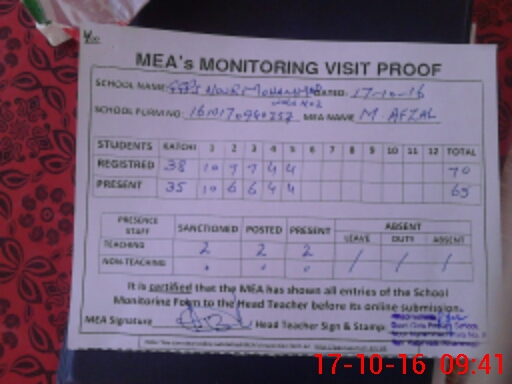 MEA's MONITORING VISIT PROOF
SCHOOL NAME NOOR MOHAMMAD DATED: 17-10-16
SCHOOL FORM NO. MEA NAME M. AFZAL
STUDENTS KATCHI 1 2 3 4 5 6 7 8 9 10 11 12 TOTAL
REGISTRED 38 10 7 7 4 4 70
PRESENT 35 10 6 6 4 4 65
PRESENCE STAFF SANCTIONED POSTED PRESENT ABSENT
LEAVE DUTY ABSENT
TEACHING 2 2 2 / / /
NON-TEACHING
It is certified that the MEA has shown all entries of the School
Monitoring Form to the Head Teacher before its online submission.
MEA Signature Head Teacher Sign & Stamp:
17-10-16 09:41